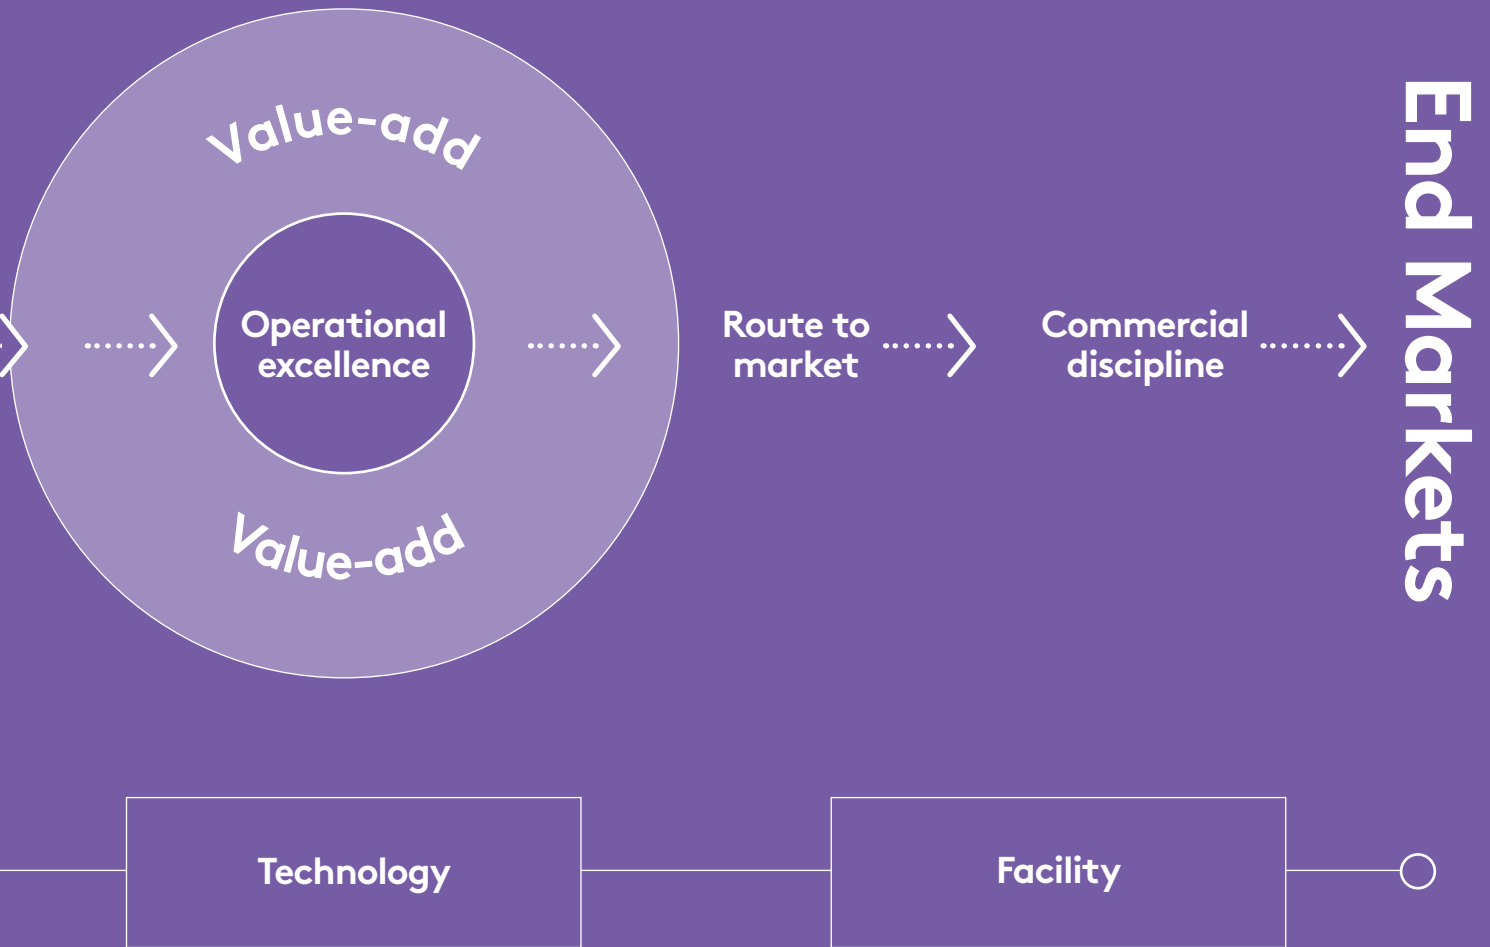 Value-add
Operational
excellence
Value-add
Route to
market
Commercial
discipline
End Markets
Technology
Facility